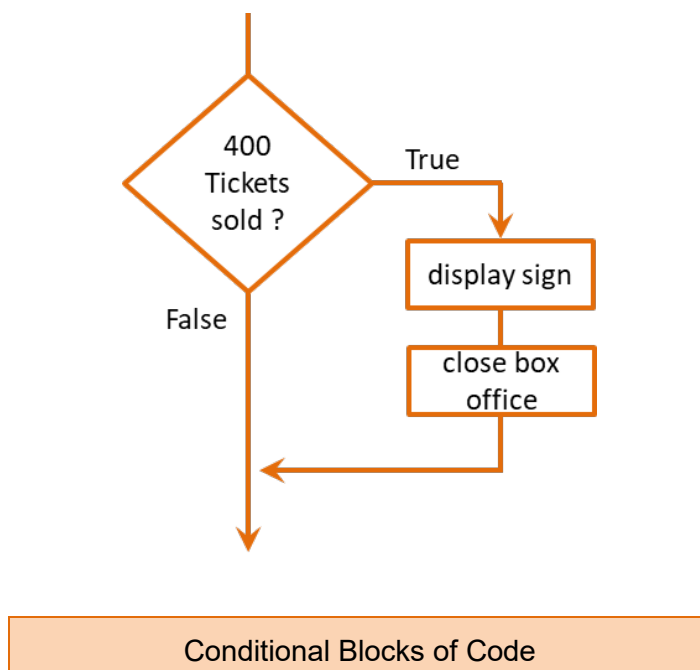 400
Tickets
sold ?
True
False
display sign
close box
office
Conditional Blocks of Code